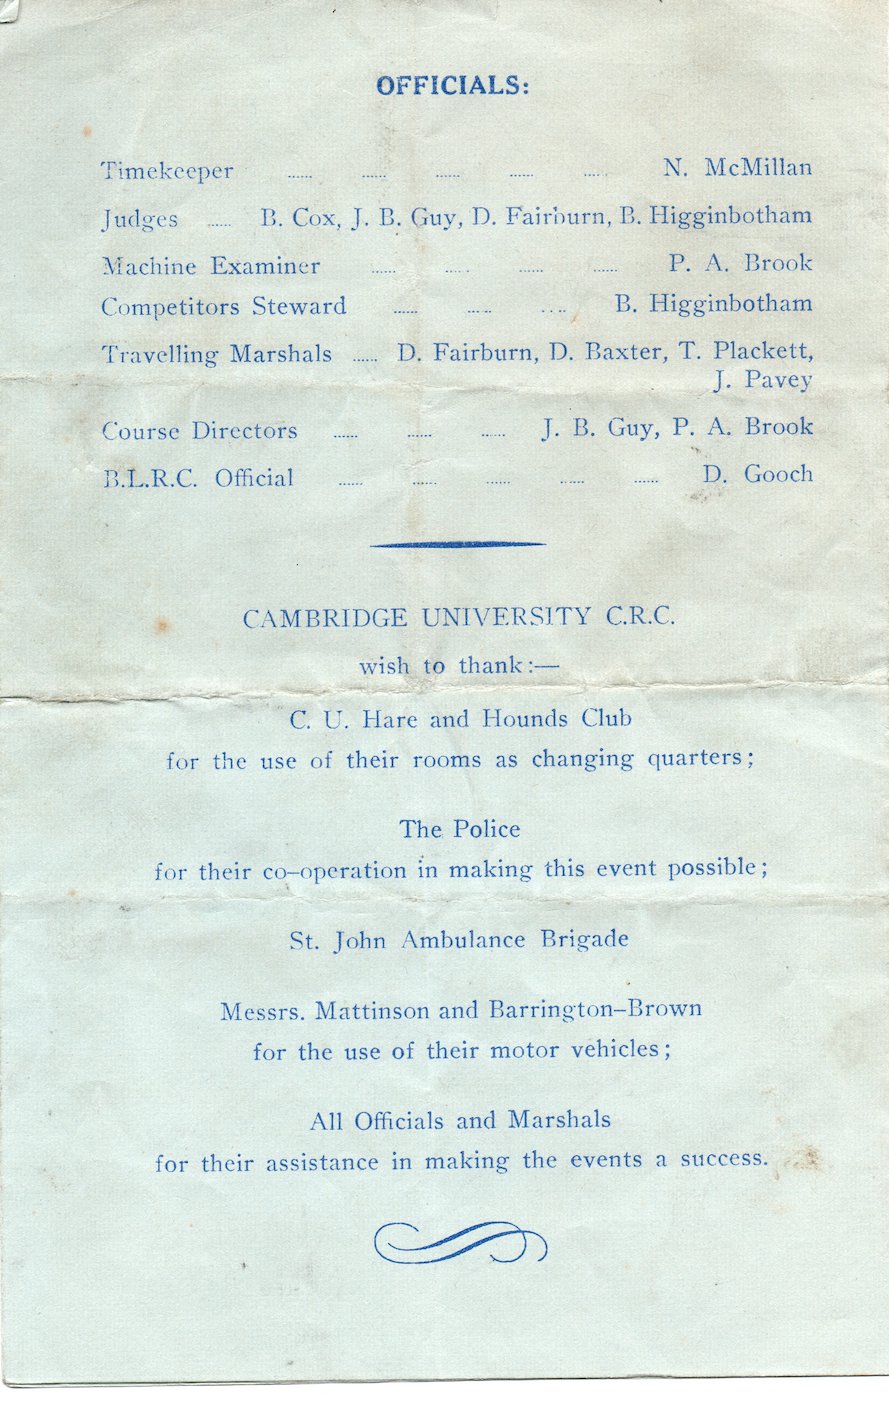 OFFICIALS:
Timekeeper ...... ...... ...... ...... ...... N. McMillan
Judges ...... B. Cox, J. B. Guy, D. Fairburn, B. Higginbotham
Machine Examiner ...... ...... ...... ...... P. A. Brook
Competitors Steward ...... ...... ...... B. Higginbotham
Travelling Marshals ...... D. Fairburn, D. Baxter, T. Plackett,
J. Pavey
Course Directors ...... ...... ...... J. B. Guy, P. A. Brook
B.L.R.C. Official ...... ...... ...... ...... ...... D. Gooch
CAMBRIDGE UNIVERSITY C.R.C.
wish to thank:—
C. U. Hare and Hounds Club
for the use of their rooms as changing quarters;
The Police
for their co-operation in making this event possible;
St. John Ambulance Brigade
Messrs. Mattinson and Barrington-Brown
for the use of their motor vehicles;
All Officials and Marshals
for their assistance in making the events a success.